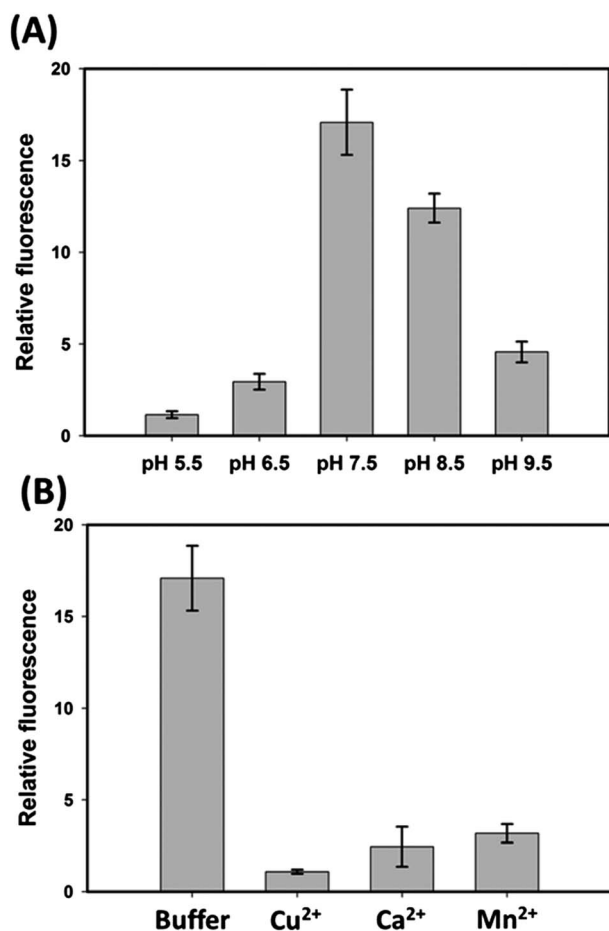 (A)
20
15
10
5
0
Relative fluorescence
pH 5.5 pH 6.5 pH 7.5 pH 8.5 pH 9.5
(B)
20
15
10
5
0
Relative fluorescence
Buffer Cu²⁺ Ca²⁺ Mn²⁺